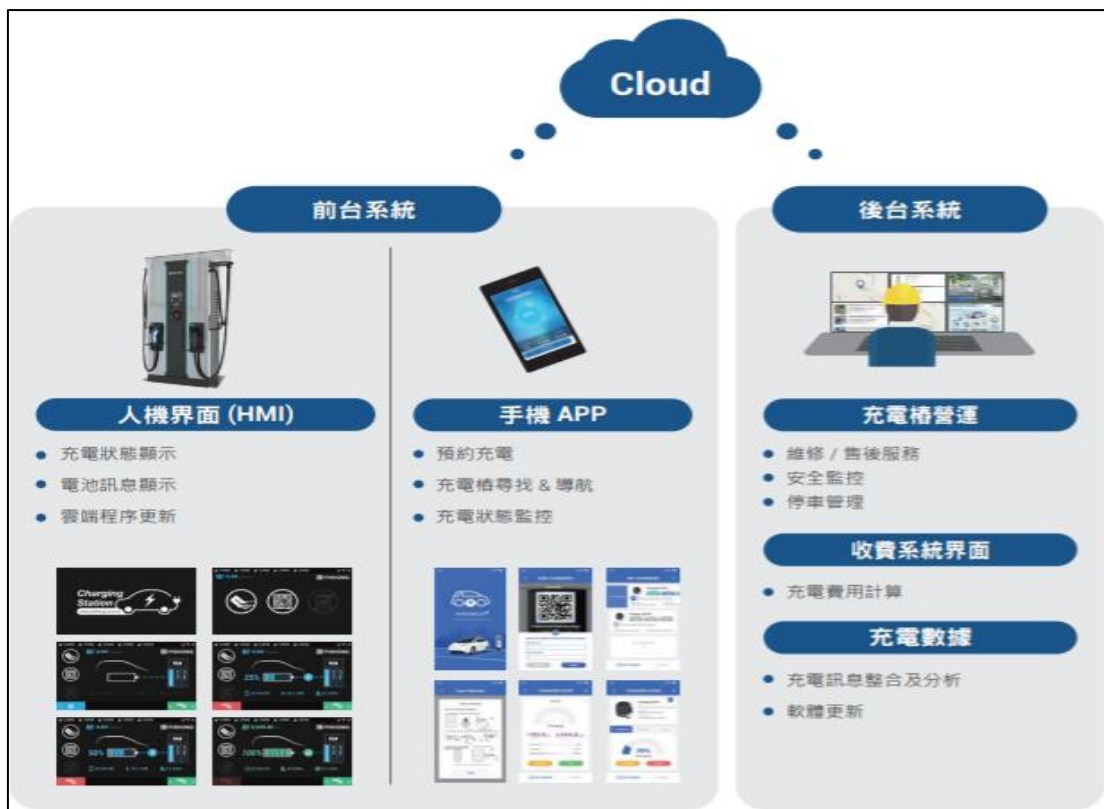 Cloud
前台系統
人機界面 (HMI)
充電狀態顯示
電池訊息顯示
雲端程序更新
Charging
Station
25%
50%
100%
手機 APP
預約充電
充電樁尋找 & 導航
充電狀態監控
後台系統
充電樁營運
維修 / 售後服務
安全監控
停車管理
收費系統界面
充電費用計算
充電數據
充電訊息整合及分析
軟體更新